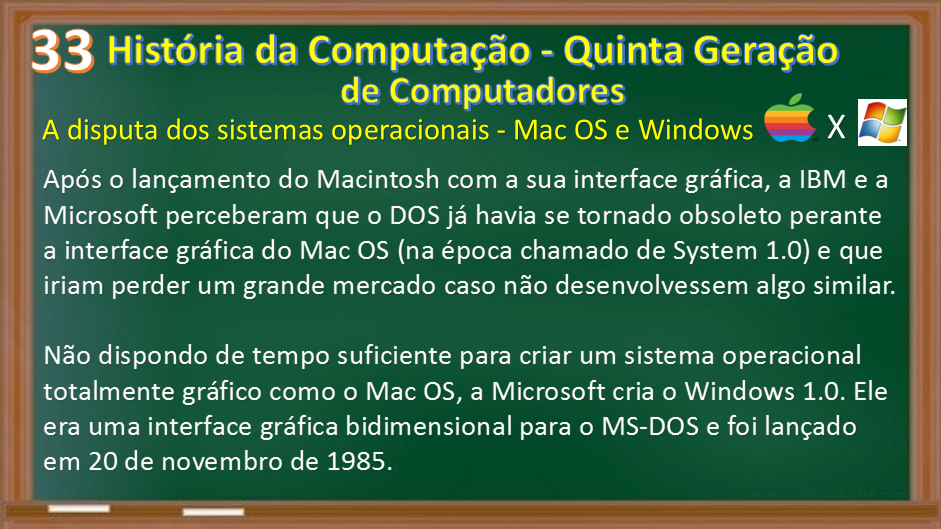 33 História da Computação - Quinta Geração
de Computadores
A disputa dos sistemas operacionais - Mac OS e Windows X
Após o lançamento do Macintosh com a sua interface gráfica, a IBM e a
Microsoft perceberam que o DOS já havia se tornado obsoleto perante
a interface gráfica do Mac OS (na época chamado de System 1.0) e que
iriam perder um grande mercado caso não desenvolvessem algo similar.
Não dispondo de tempo suficiente para criar um sistema operacional
totalmente gráfico como o Mac OS, a Microsoft cria o Windows 1.0. Ele
era uma interface gráfica bidimensional para o MS-DOS e foi lançado
em 20 de novembro de 1985.